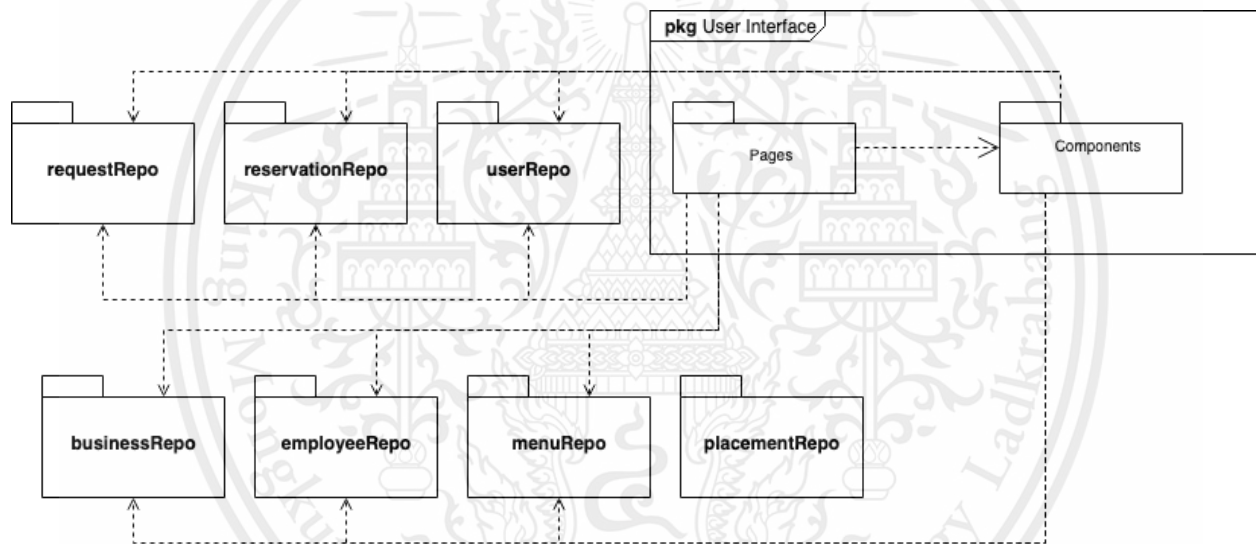 pkg User Interface
requestRepo
reservationRepo
userRepo
Pages
Components
businessRepo
employeeRepo
menuRepo
placementRepo